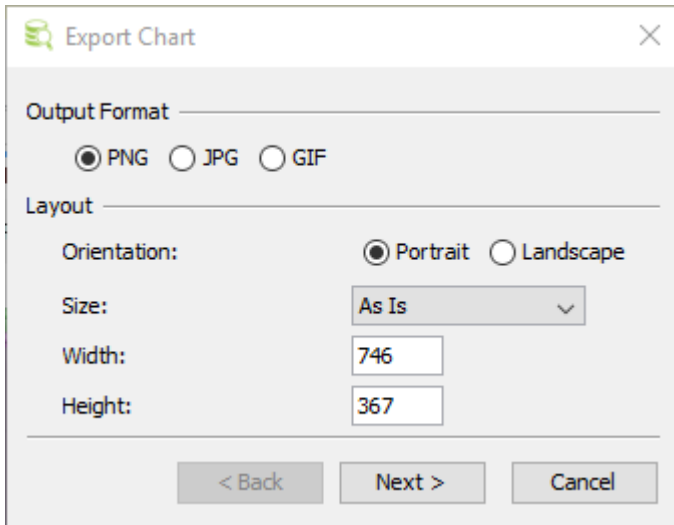 Export Chart
Output Format
PNG JPG GIF
Layout
Orientation: Portrait Landscape
Size: As Is
Width: 746
Height: 367
< Back Next > Cancel